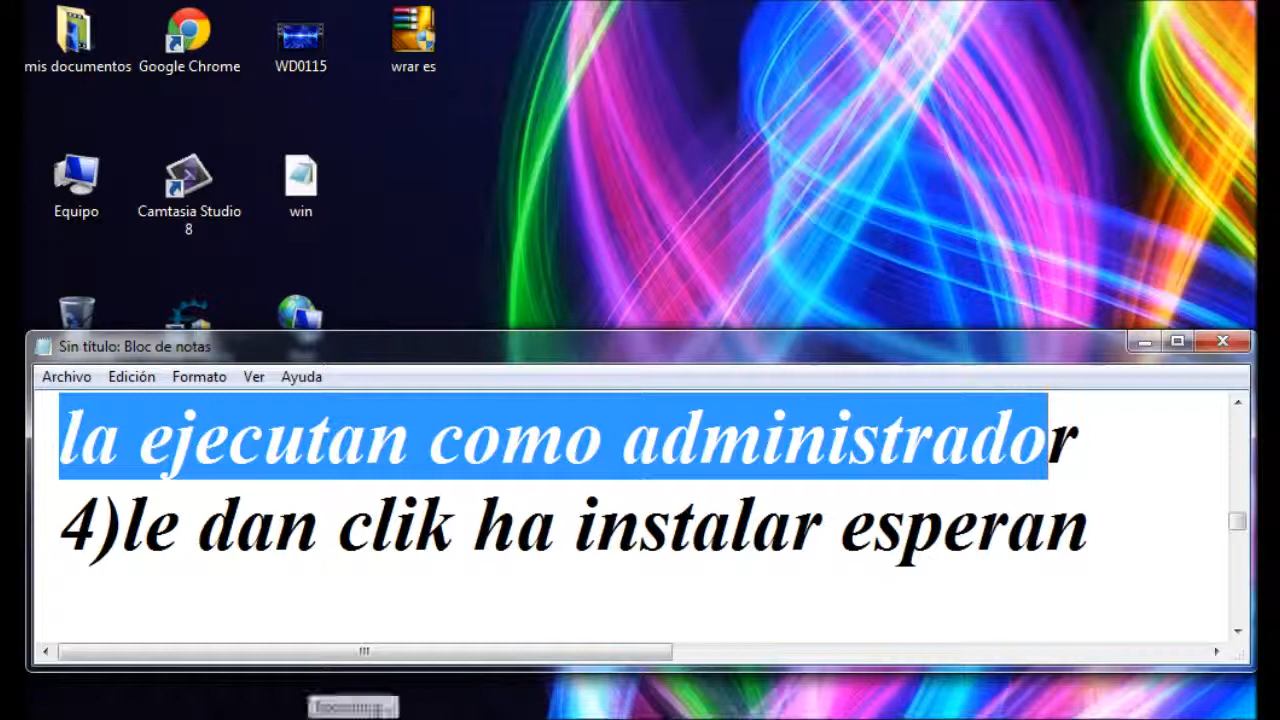 mis documentos
Google Chrome
WD0115
wrar es
Equipo
Camtasia Studio
8
win
Sin título: Bloc de notas
Archivo Edición Formato Ver Ayuda
la ejecutan como administrador
4)le dan clik ha instalar esperan